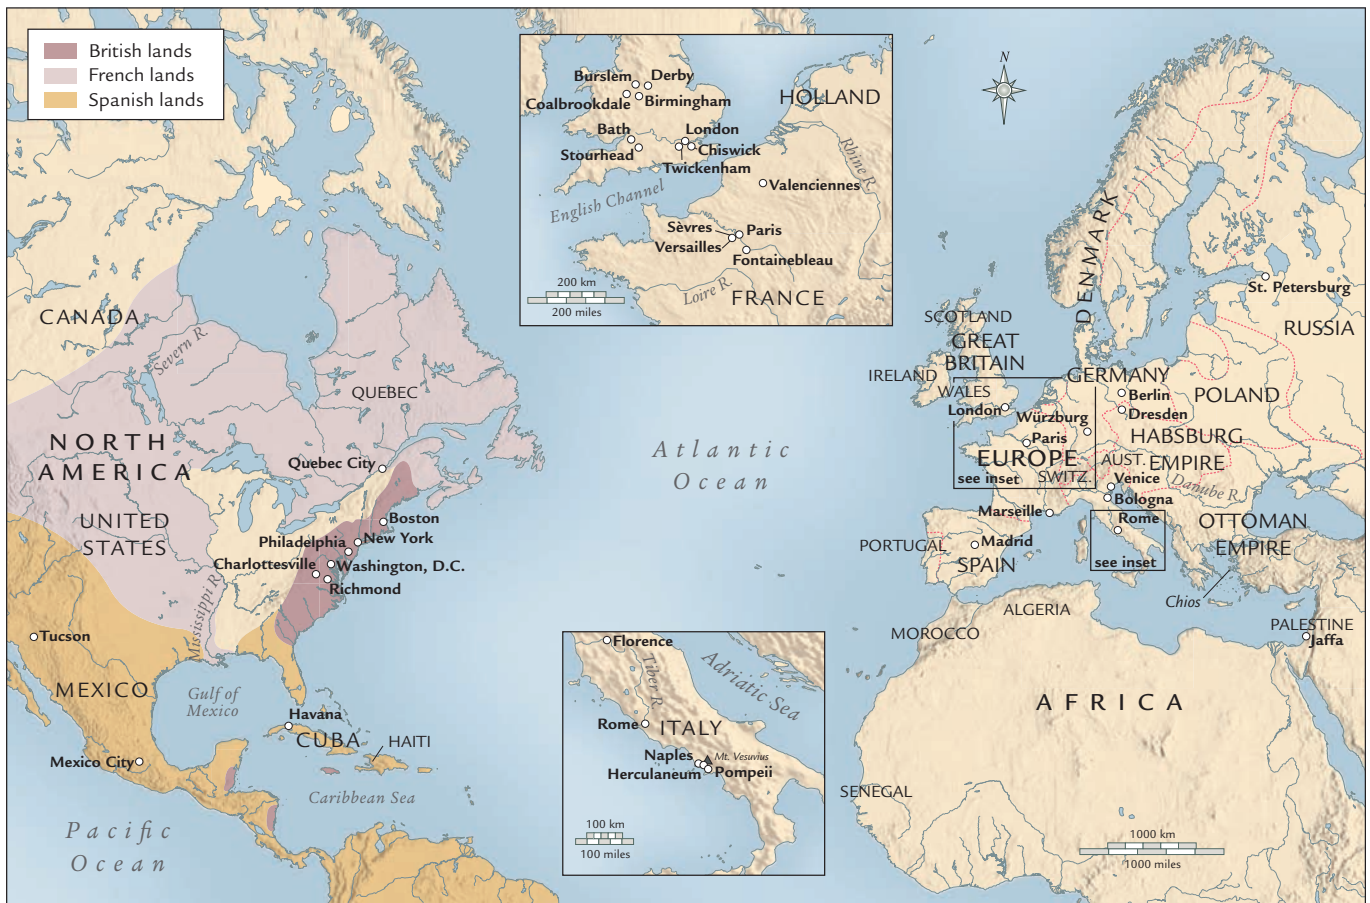 British lands
French lands
Spanish lands
CANADA
Severn R.
QUEBEC
NORTH
AMERICA
Quebec City
UNITED
STATES
Boston
New York
Philadelphia
Charlottesville
Washington, D.C.
Richmond
Mississippi R.
Tucson
MEXICO
Gulf of
Mexico
Havana
CUBA
HAITI
Mexico City
Caribbean Sea
Pacific
Ocean
Burslem
Derby
Coalbrookdale
Birmingham
HOLLAND
Bath
London
Stourhead
Chiswick
Twickenham
Rhine R.
English Channel
Valenciennes
Sèvres
Paris
Versailles
Fontainebleau
Loire R.
FRANCE
200 km
200 miles
Atlantic
Ocean
Florence
Tiber R.
Adriatic Sea
Rome
ITALY
Naples
Mt. Vesuvius
Herculaneum
Pompeii
100 km
100 miles
N
DENMARK
St. Petersburg
SCOTLAND
RUSSIA
GREAT
BRITAIN
IRELAND
WALES
GERMANY
Berlin
POLAND
London
Würzburg
Dresden
Paris
HABSBURG
EMPIRE
EUROPE
AUST.
see inset
SWITZ.
Venice
Danube R.
Bologna
Marseille
Rome
OTTOMAN
EMPIRE
PORTUGAL
Madrid
SPAIN
see inset
Chios
ALGERIA
MOROCCO
PALESTINE
Jaffa
AFRICA
SENEGAL
1000 km
1000 miles